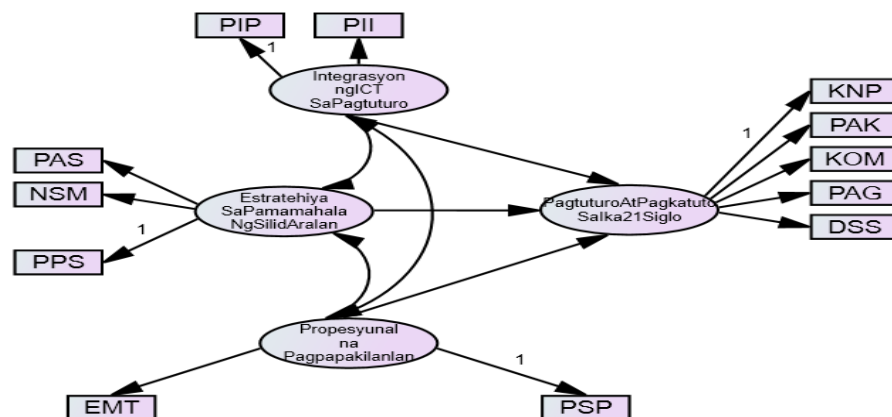 PIP
PII
1
Integrasyon
ngICT
SaPagtuturo
KNP
1
PAK
KOM
PAG
DSS
PAS
NSM
PPS
1
Estratehiya
SaPamamahala
NgSilidAralan
PagtuturoAtPagkatuto
SaIka21Siglo
Propesyunal
na
Pagpapakilanlan
1
EMT
PSP